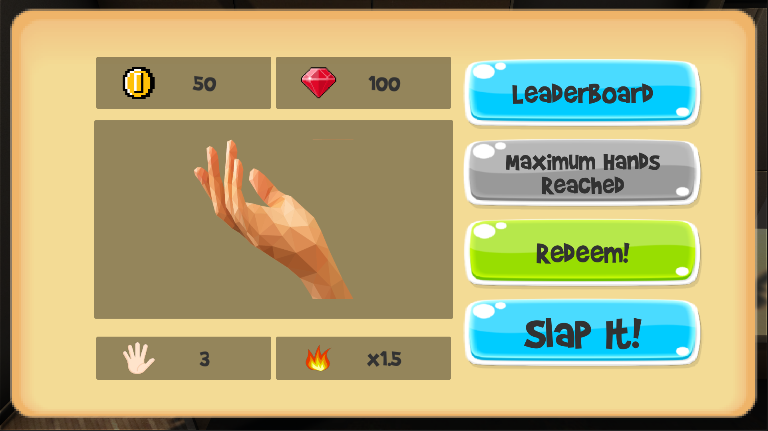 50
100
LeaderBoard
Maximum Hands
Reached
Redeem!
Slap It!
3
x1.5